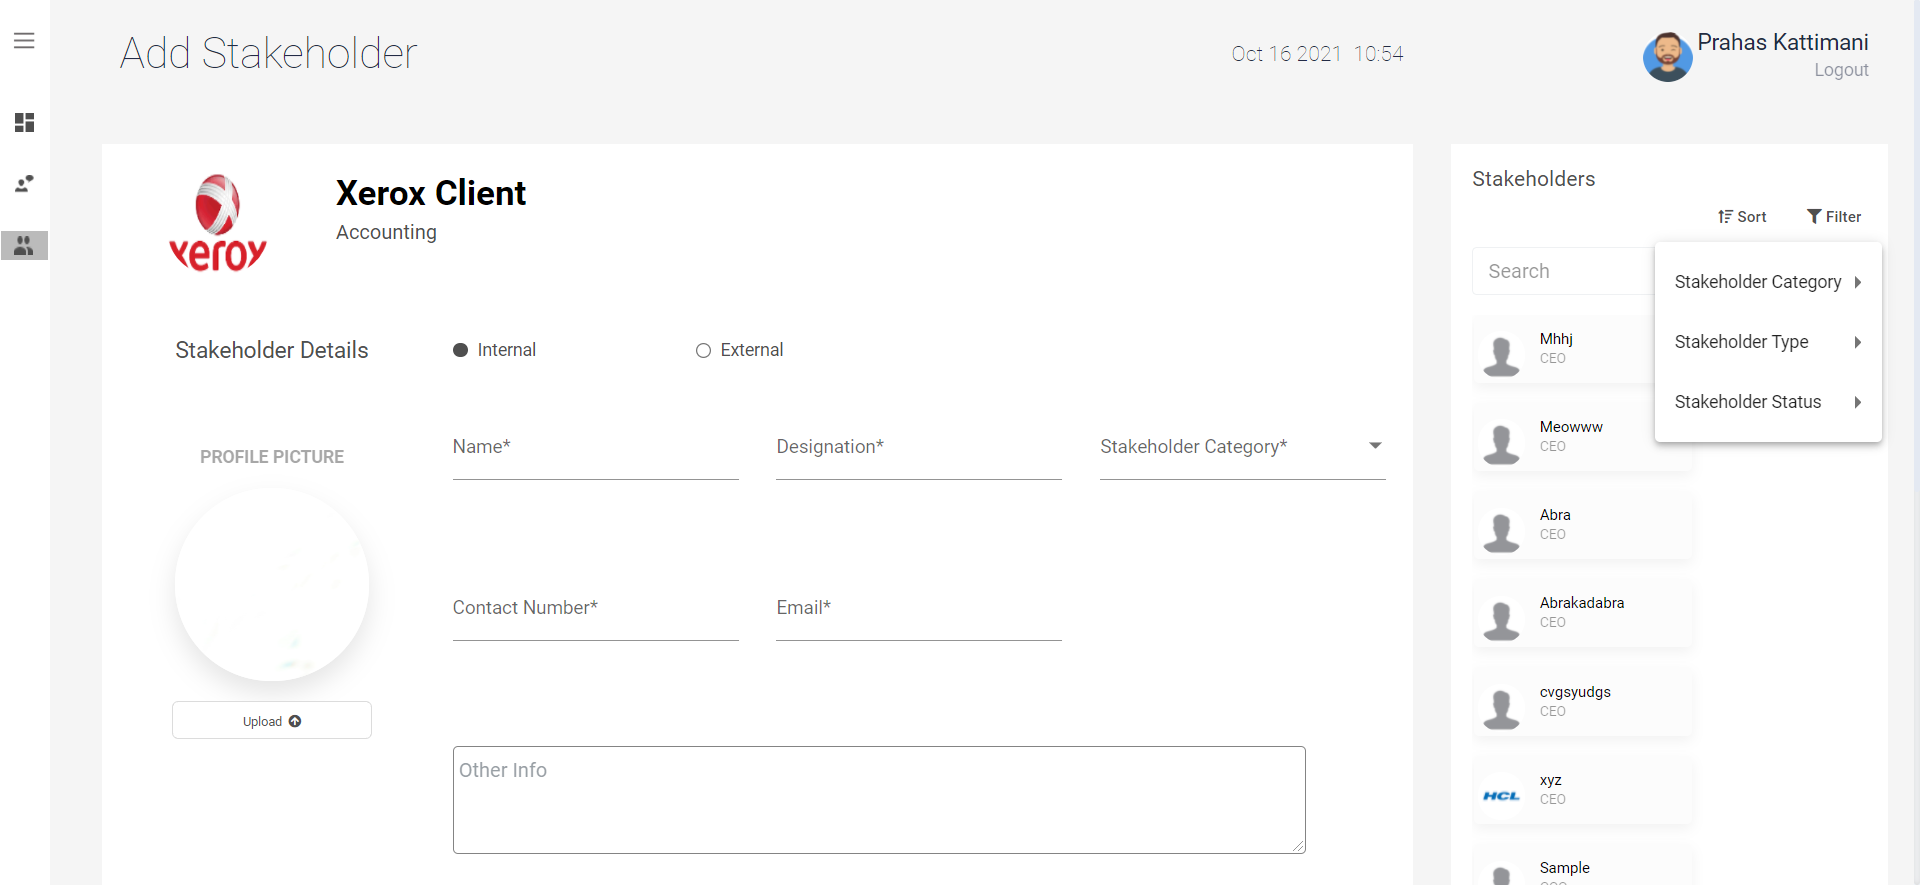 Add Stakeholder
Oct 16 2021 10:54
Prahas Kattimani
Logout
xeroy
Xerox Client
Accounting
Stakeholder Details
Internal
External
PROFILE PICTURE
Name*
Designation*
Stakeholder Category*
Contact Number*
Email*
Upload
Other Info
Stakeholders
Sort
Filter
Search
Stakeholder Category
Stakeholder Type
Stakeholder Status
Mhhj
CEO
Meowww
CEO
Abra
CEO
Abrakadabra
CEO
cvgsyudgs
CEO
HCL
xyz
CEO
Sample